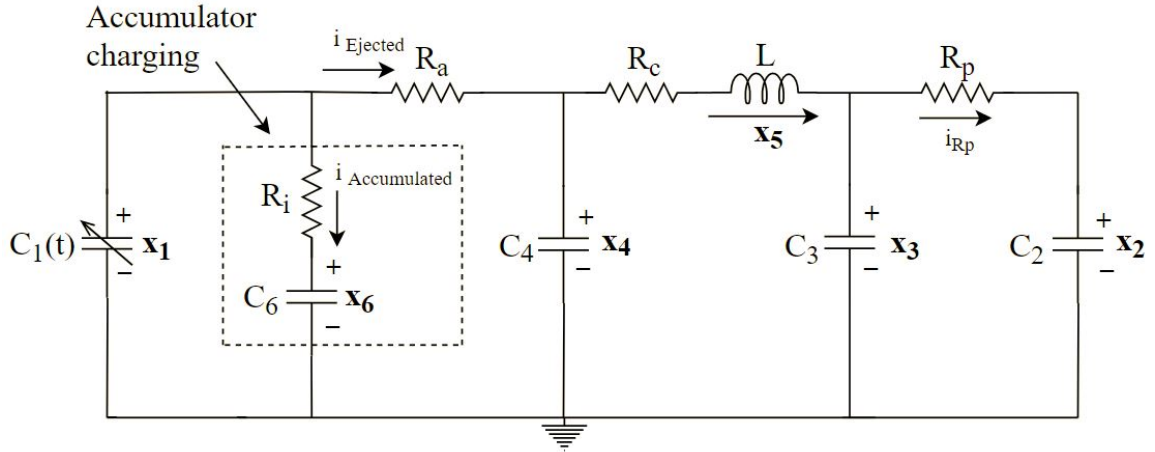 Accumulator
charging
i Ejected
Ra
Rc
L
Rp
x5
iRp
Ri
i Accumulated
+
C1(t)
x1
−
+
C6
x6
−
+
C4
x4
−
+
C3
x3
−
+
C2
x2
−